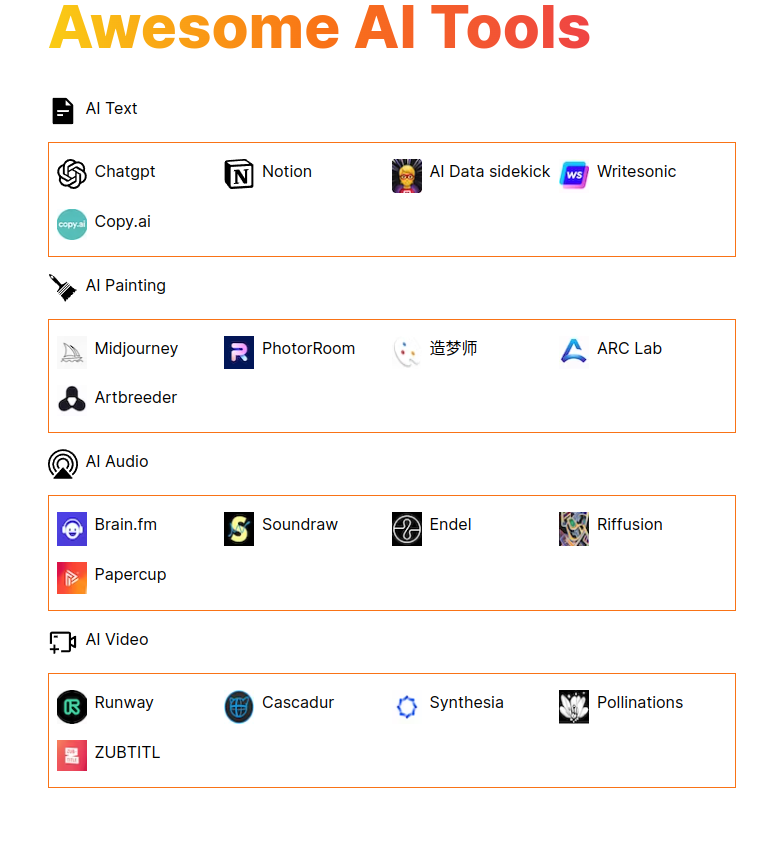 Awesome AI Tools
AI Text
Chatgpt
Notion
AI Data sidekick
WS
Writesonic
copy.ai
Copy.ai
AI Painting
Midjourney
PhotorRoom
造梦师
ARC Lab
Artbreeder
AI Audio
Brain.fm
Soundraw
Endel
Riffusion
Papercup
AI Video
Runway
Cascadur
Synthesia
Pollinations
ZUBTITL